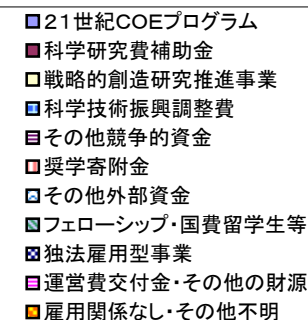 21世紀COEプログラム
科学研究費補助金
戦略的創造研究推進事業
科学技術振興調整費
その他競争的資金
奨学寄附金
その他外部資金
フェローシップ・国費留学生等
独法雇用型事業
運営費交付金・その他の財源
雇用関係なし・その他不明